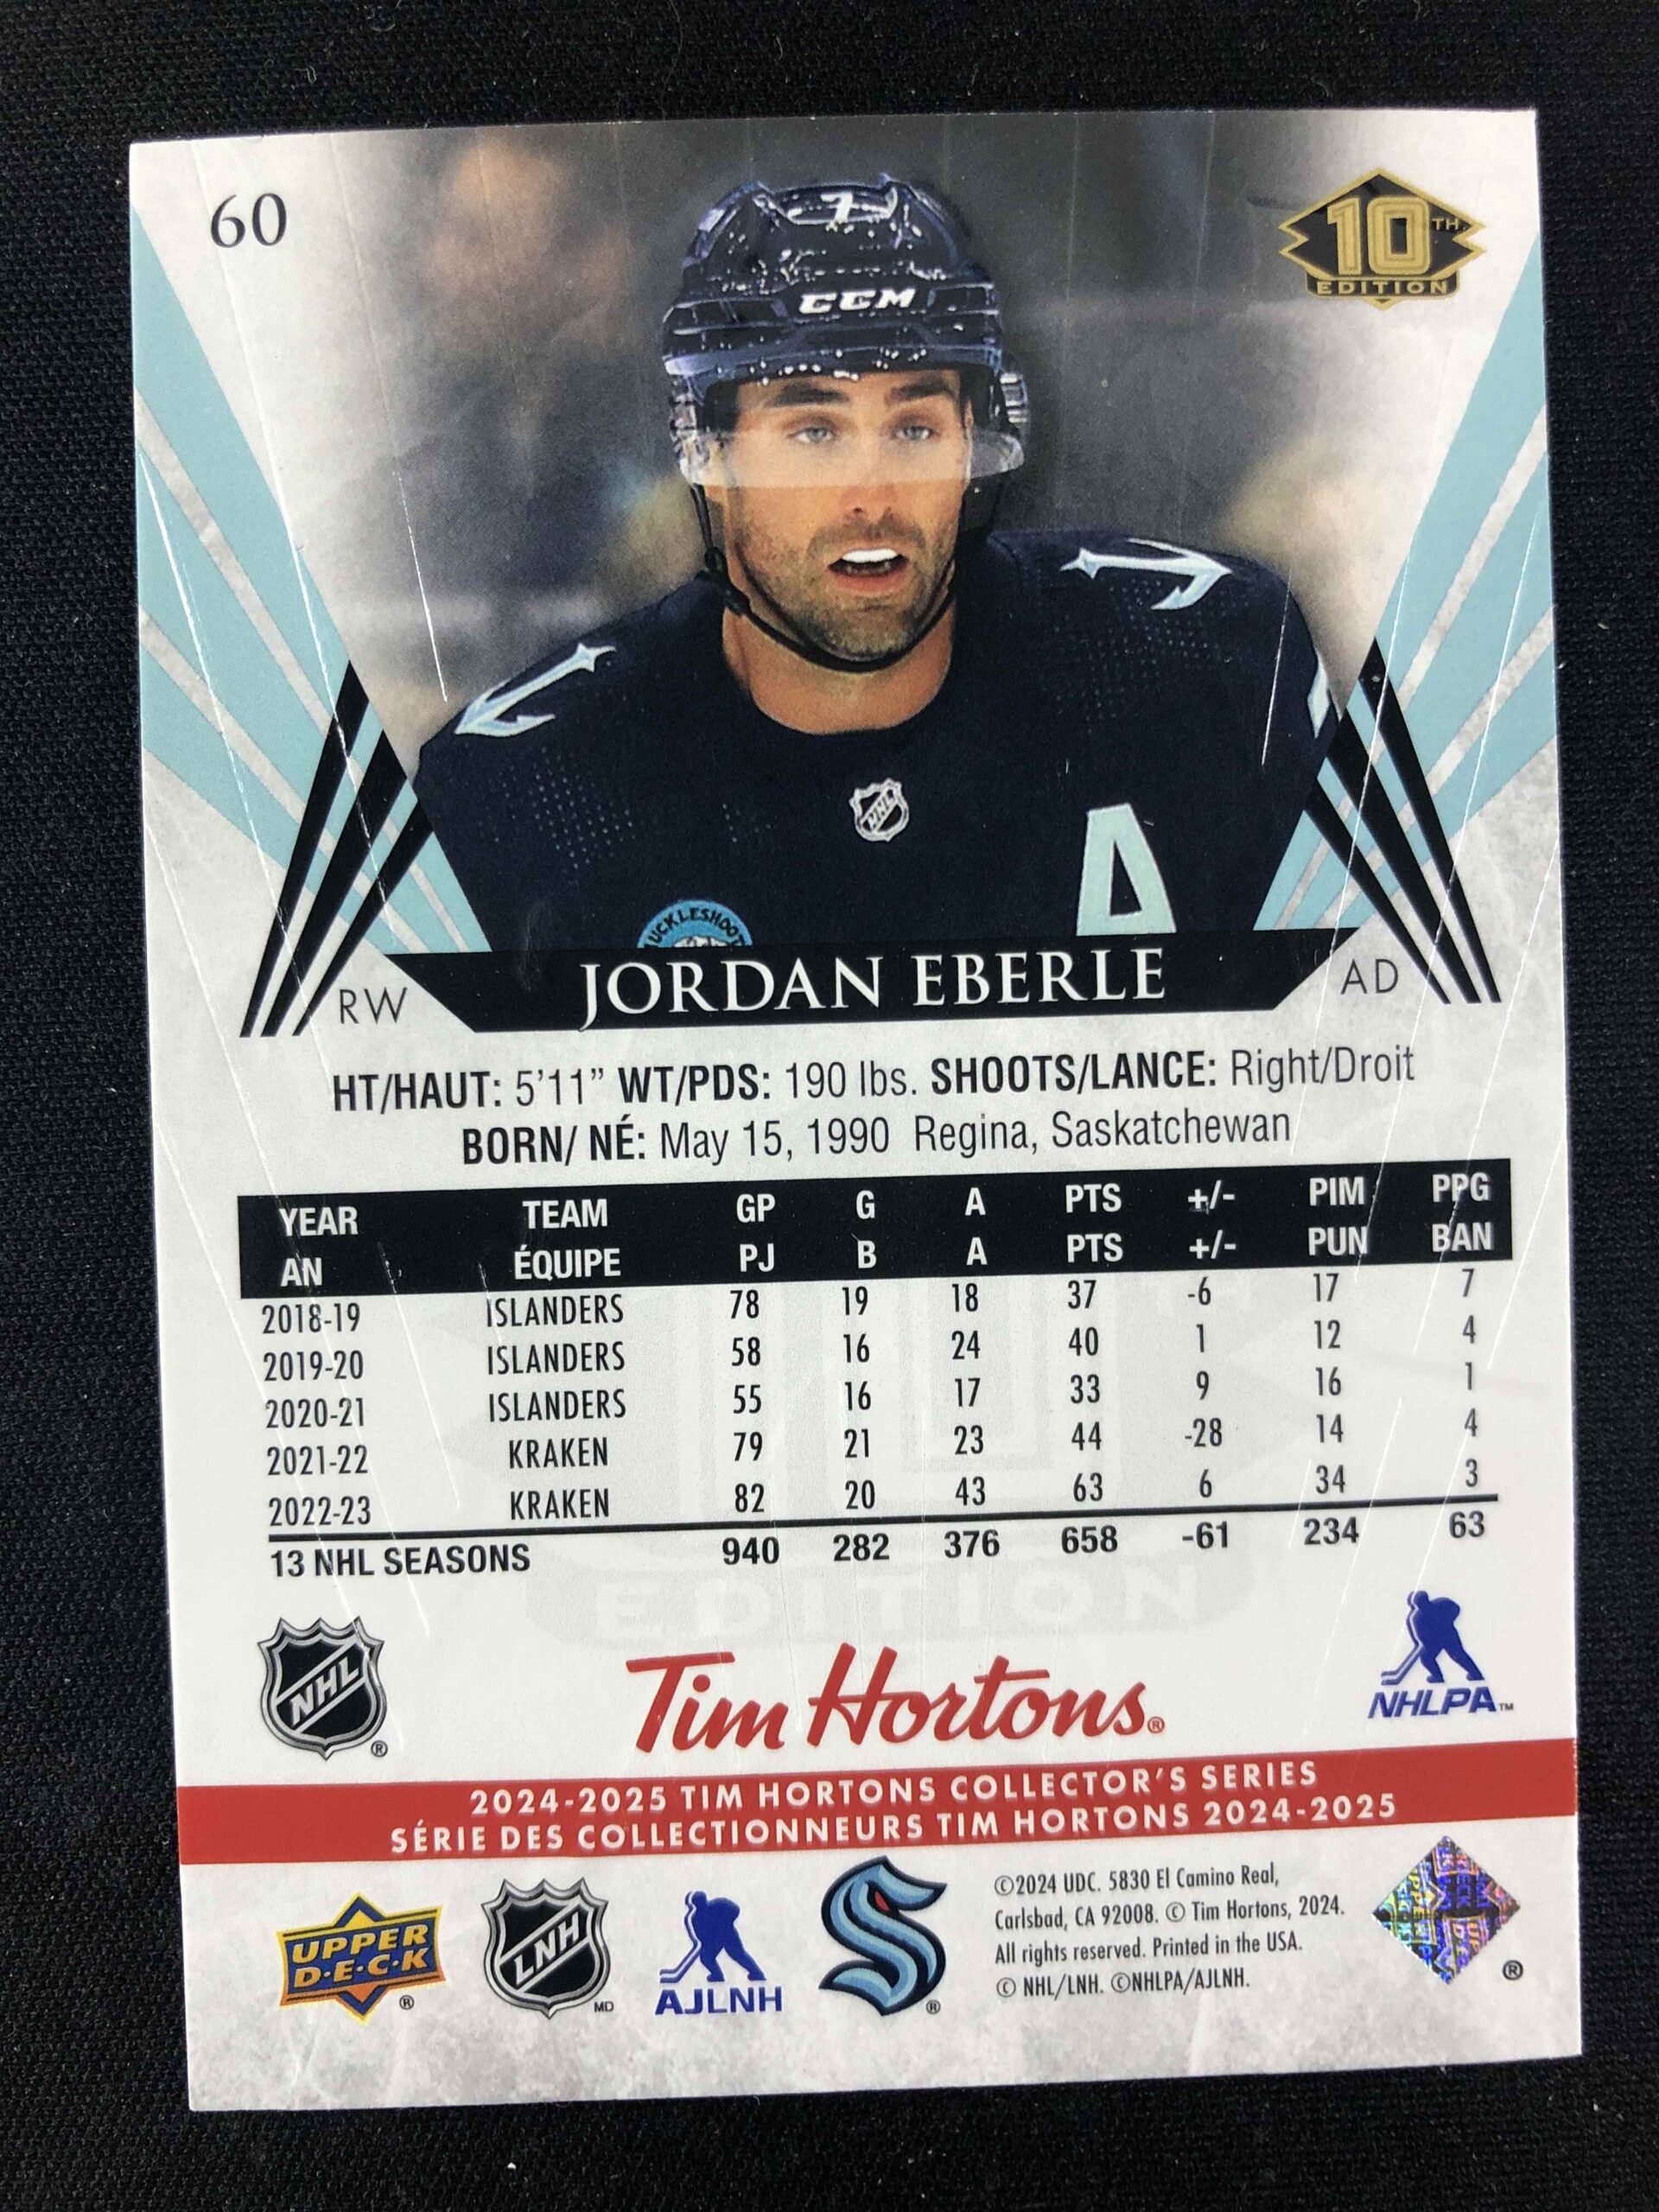 60
10TH
EDITION
7
CCM
NHL
A
UCKLESHOOT
RW
JORDAN EBERLE
AD
HT/HAUT: 5'11” WT/PDS: 190 lbs. SHOOTS/LANCE: Right/Droit
BORN/ NÉ: May 15, 1990 Regina, Saskatchewan
YEAR TEAM GP G A PTS +/- PIM PPG
AN ÉQUIPE PJ B A PTS +/- PUN BAN
2018-19 ISLANDERS 78 19 18 37 -6 17 7
2019-20 ISLANDERS 58 16 24 40 1 12 4
2020-21 ISLANDERS 55 16 17 33 9 16 1
2021-22 KRAKEN 79 21 23 44 -28 14 4
2022-23 KRAKEN 82 20 43 63 6 34 3
13 NHL SEASONS 940 282 376 658 -61 234 63
EDITION
NHL ®
Tim Hortons®
NHLPA™
2024-2025 TIM HORTONS COLLECTOR'S SERIES
SÉRIE DES COLLECTIONNEURS TIM HORTONS 2024-2025
UPPER
D·E·C·K ®
LNH MD
AJLNH
®
©2024 UDC. 5830 El Camino Real,
Carlsbad, CA 92008. © Tim Hortons, 2024.
All rights reserved. Printed in the USA.
© NHL/LNH. ©NHLPA/AJLNH.
®